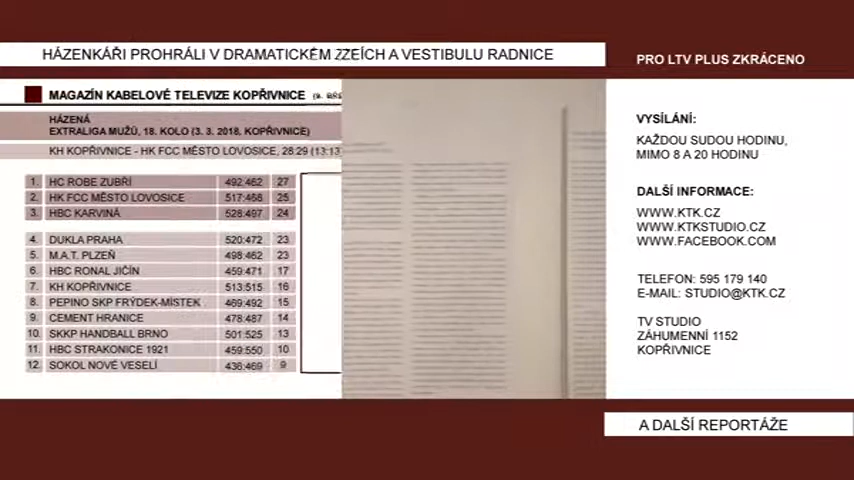 HÁZENKÁŘI PROHRÁLI V DRAMATICKÉM ZZEÍCH A VESTIBULU RADNICE
PRO LTV PLUS ZKRÁCENO
MAGAZÍN KABELOVÉ TELEVIZE KOPŘIVNICE
HÁZENÁ
EXTRALIGA MUŽŮ, 18. KOLO (3. 3. 2018, KOPŘIVNICE)
KH KOPŘIVNICE - HK FCC MĚSTO LOVOSICE, 28:29 (13:13
1. HC ROBE ZUBŘÍ 492:462 27
2. HK FCC MĚSTO LOVOSICE 517:468 25
3. HBC KARVINÁ 528:497 24
4. DUKLA PRAHA 520:472 23
5. M.A.T. PLZEŇ 498:462 23
6. HBC RONAL JIČÍN 459:471 17
7. KH KOPŘIVNICE 513:515 16
8. PEPINO SKP FRÝDEK-MÍSTEK 469:492 15
9. CEMENT HRANICE 478:487 14
10. SKKP HANDBALL BRNO 501:525 13
11. HBC STRAKONICE 1921 459:550 10
12. SOKOL NOVÉ VESELÍ 436:469 9
VYSÍLÁNÍ:
KAŽDOU SUDOU HODINU,
MIMO 8 A 20 HODINU
DALŠÍ INFORMACE:
WWW.KTK.CZ
WWW.KTKSTUDIO.CZ
WWW.FACEBOOK.COM
TELEFON: 595 179 140
E-MAIL: STUDIO@KTK.CZ
TV STUDIO
ZÁHUMENNÍ 1152
KOPŘIVNICE
A DALŠÍ REPORTÁŽE